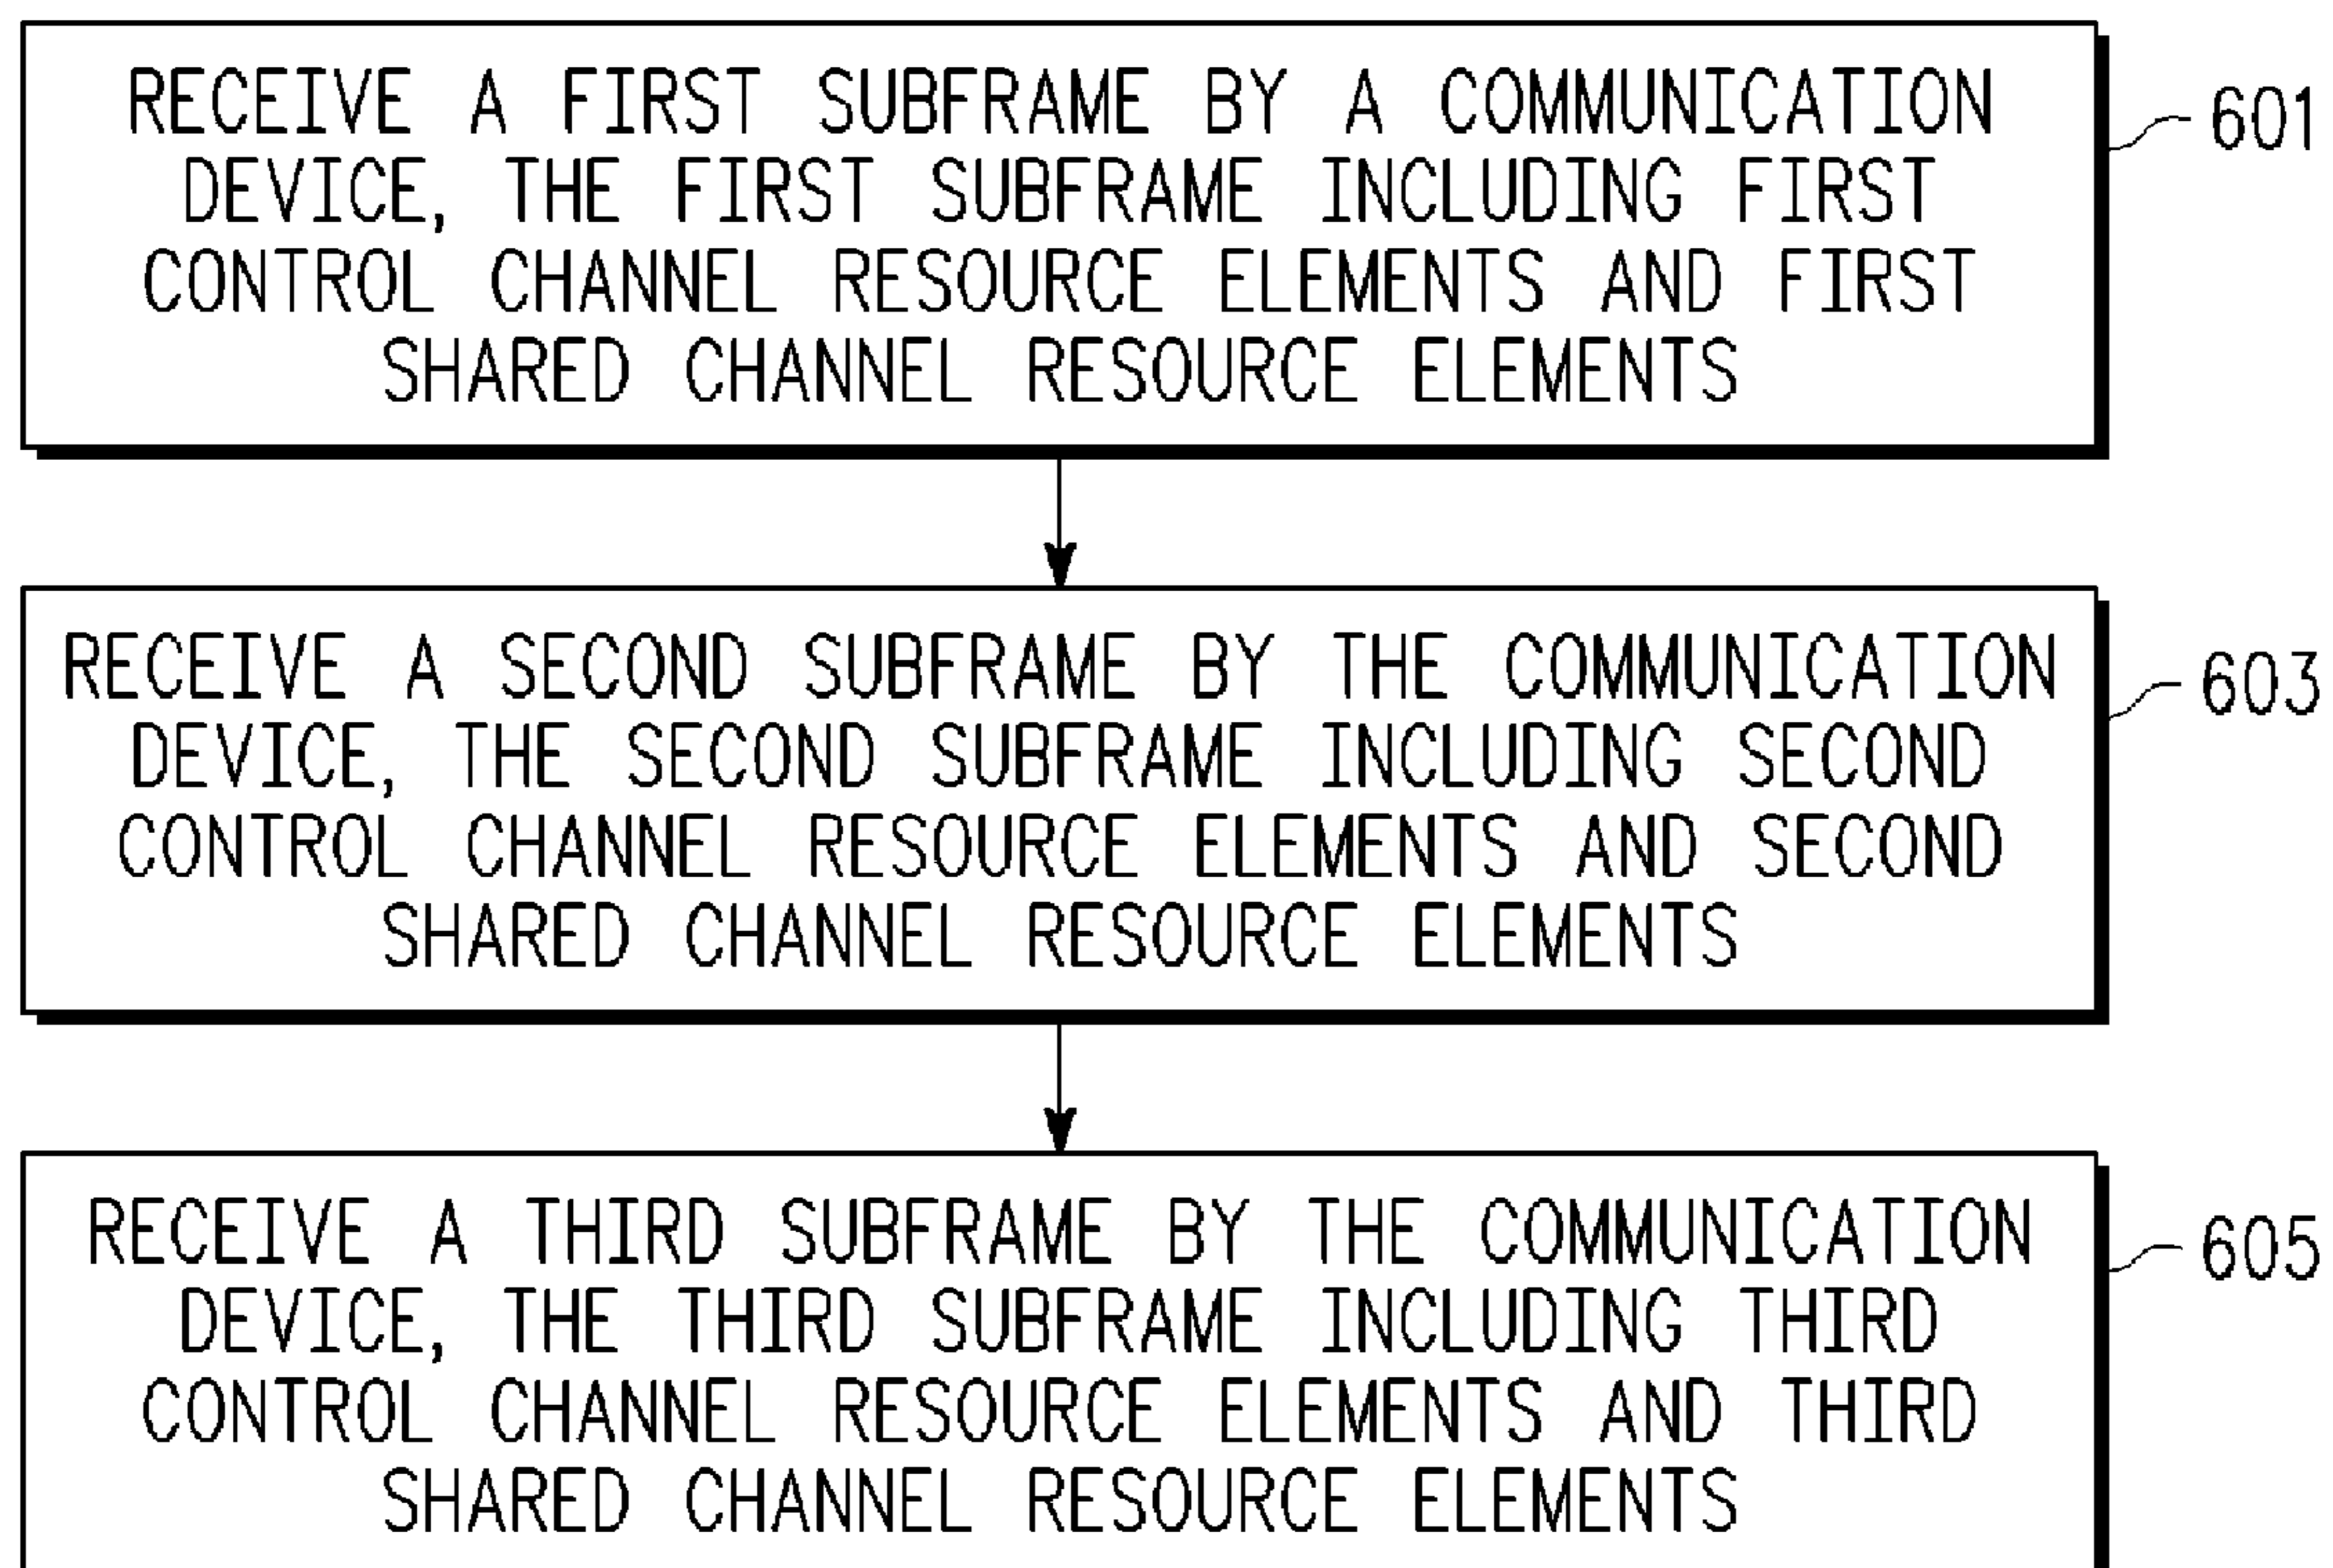 RECEIVE A FIRST SUBFRAME BY A COMMUNICATION
DEVICE, THE FIRST SUBFRAME INCLUDING FIRST
CONTROL CHANNEL RESOURCE ELEMENTS AND FIRST
SHARED CHANNEL RESOURCE ELEMENTS
601
RECEIVE A SECOND SUBFRAME BY THE COMMUNICATION
DEVICE, THE SECOND SUBFRAME INCLUDING SECOND
CONTROL CHANNEL RESOURCE ELEMENTS AND SECOND
SHARED CHANNEL RESOURCE ELEMENTS
603
RECEIVE A THIRD SUBFRAME BY THE COMMUNICATION
DEVICE, THE THIRD SUBFRAME INCLUDING THIRD
CONTROL CHANNEL RESOURCE ELEMENTS AND THIRD
SHARED CHANNEL RESOURCE ELEMENTS
605